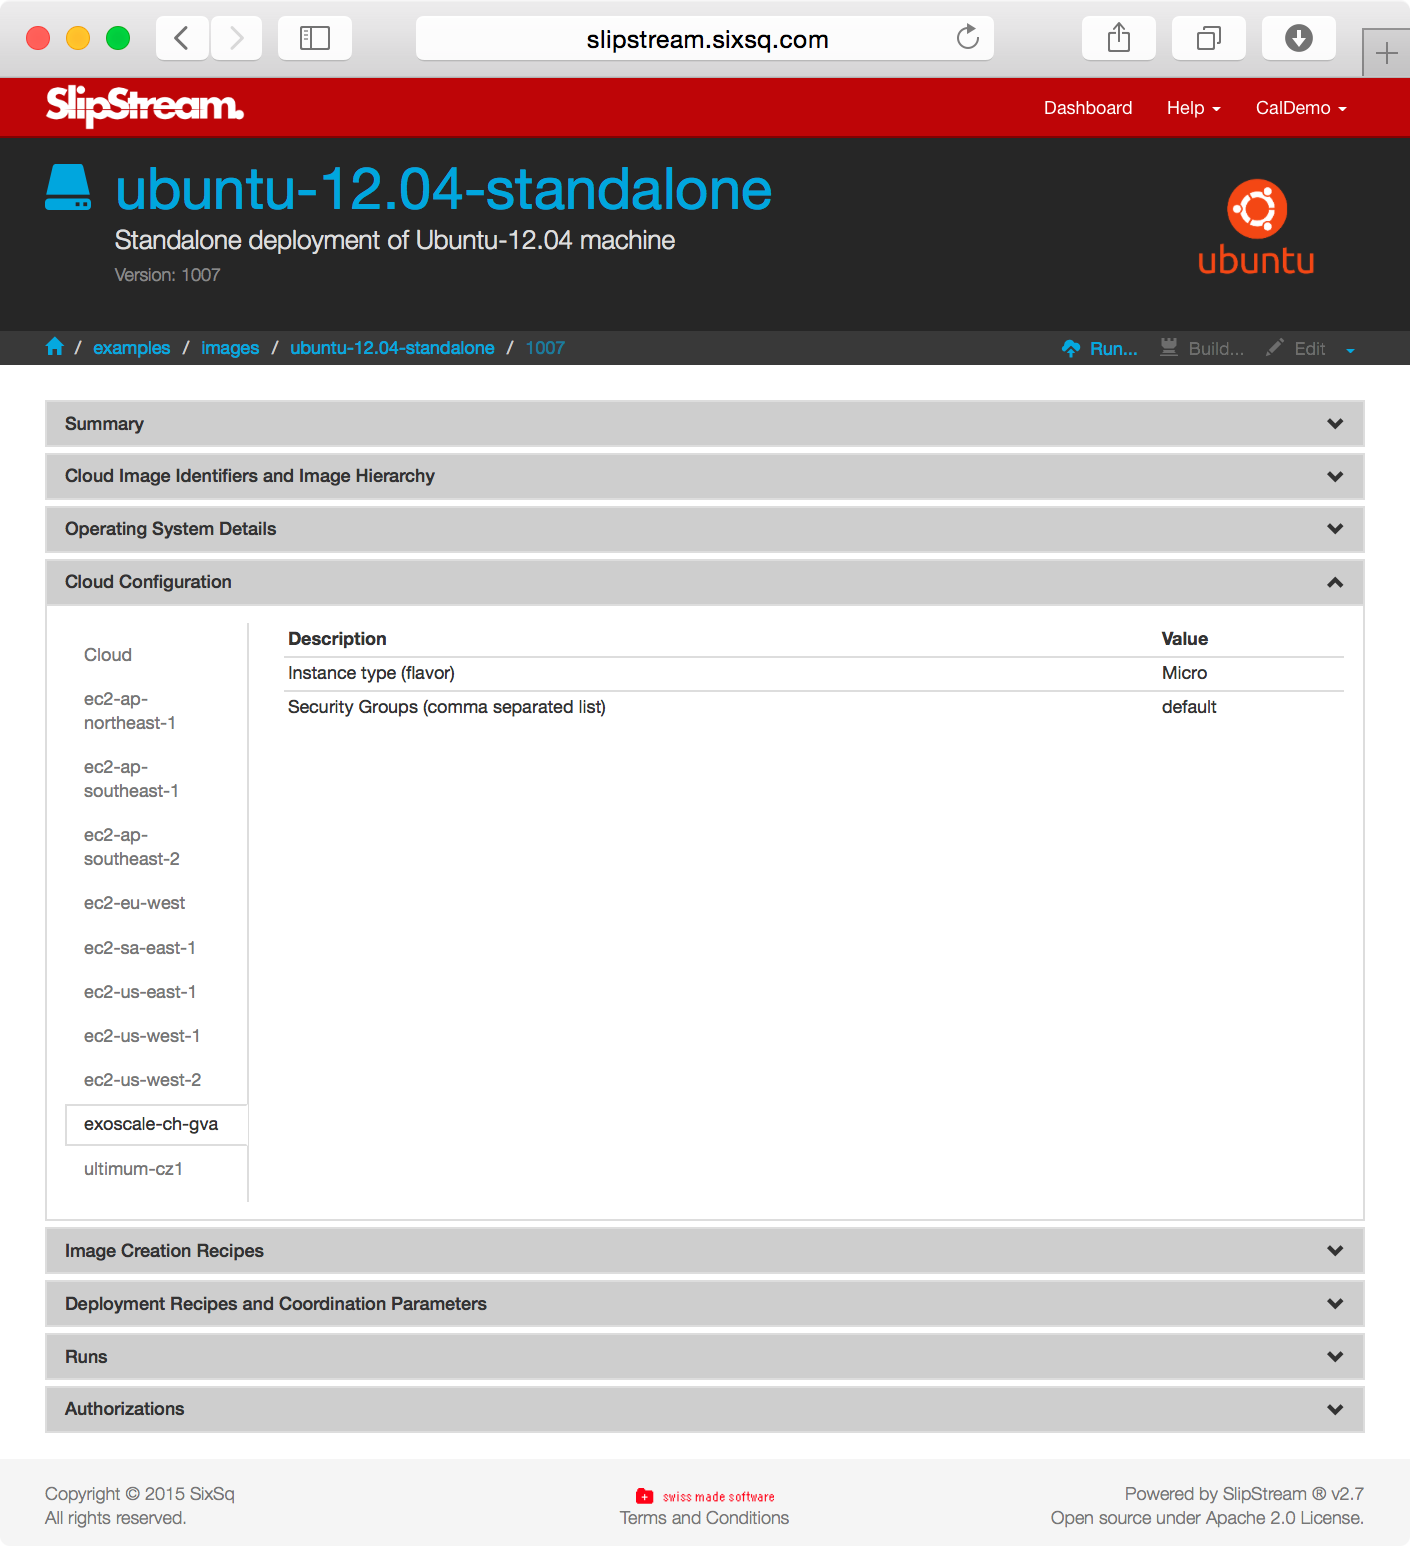 slipstream.sixsq.com
SlipStream.
Dashboard Help CalDemo
ubuntu-12.04-standalone
Standalone deployment of Ubuntu-12.04 machine
Version: 1007
ubuntu
/ examples / images / ubuntu-12.04-standalone / 1007
Run... Build... Edit
Summary
Cloud Image Identifiers and Image Hierarchy
Operating System Details
Cloud Configuration
Cloud
ec2-ap-
northeast-1
ec2-ap-
southeast-1
ec2-ap-
southeast-2
ec2-eu-west
ec2-sa-east-1
ec2-us-east-1
ec2-us-west-1
ec2-us-west-2
exoscale-ch-gva
ultimum-cz1
Description Value
Instance type (flavor) Micro
Security Groups (comma separated list) default
Image Creation Recipes
Deployment Recipes and Coordination Parameters
Runs
Authorizations
Copyright © 2015 SixSq
All rights reserved.
swiss made software
Terms and Conditions
Powered by SlipStream ® v2.7
Open source under Apache 2.0 License.